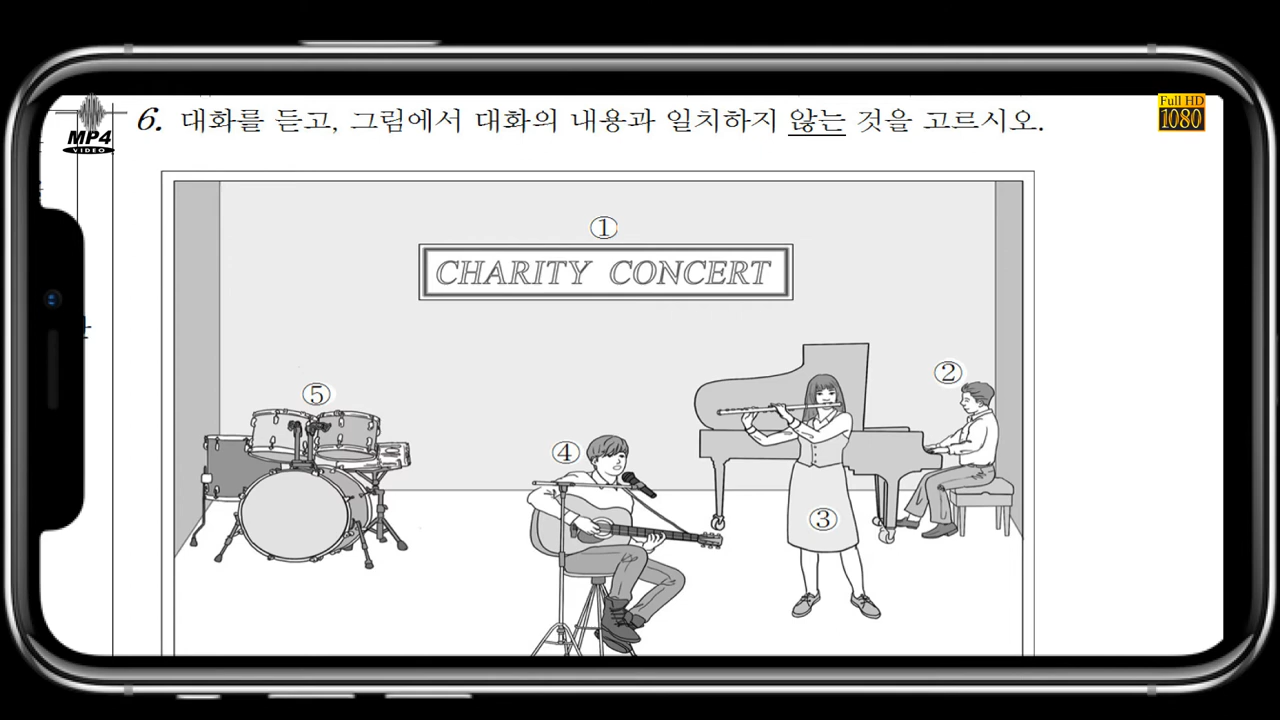 6. 대화를 듣고, 그림에서 대화의 내용과 일치하지 않는 것을 고르시오.
MP4
VIDEO
Full HD
1080
①
CHARITY CONCERT
②
⑤
④
③